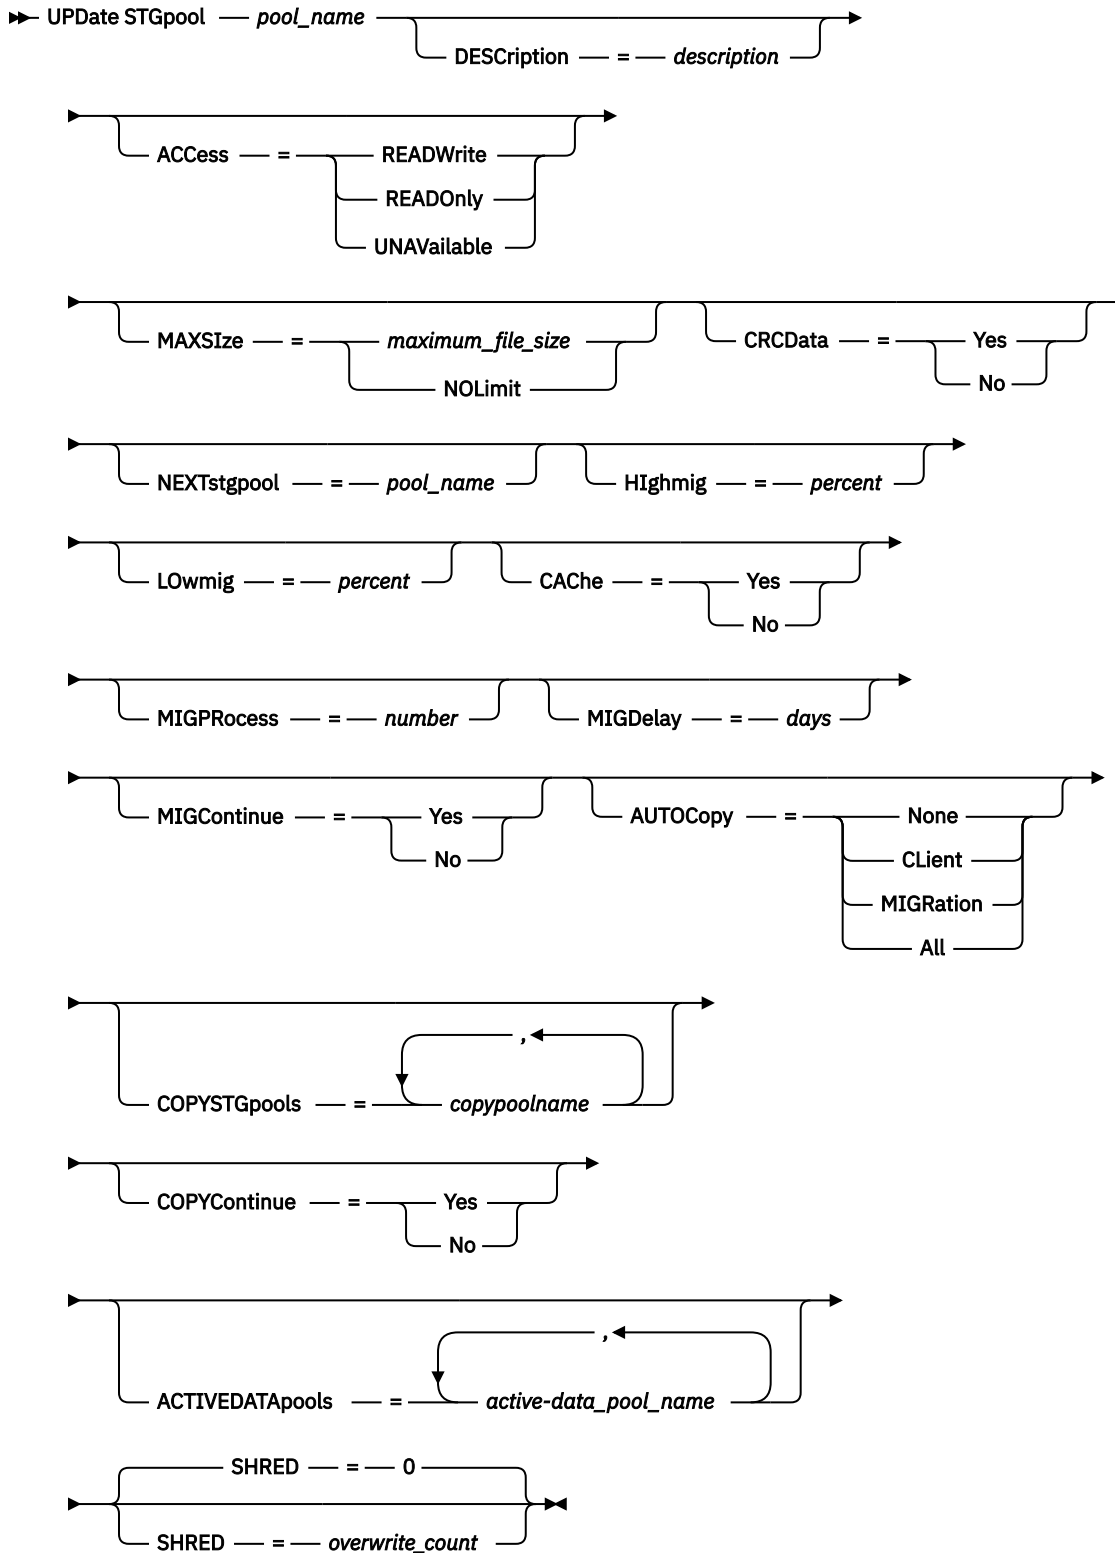 UPDate STGpool — pool_name
DESCription — = — description
ACCess — = — READWrite
READOnly
UNAVailable
MAXSIze — = — maximum_file_size CRCData — = — Yes
NOLimit No
NEXTstgpool — = — pool_name HIghmig — = — percent
LOwmig — = — percent CAChe — = — Yes
No
MIGPRocess — = — number MIGDelay — = — days
MIGContinue — = — Yes AUTOCopy — = — None
No CLient
MIGRation
All
,
COPYSTGpools — = — copypoolname
COPYContinue — = — Yes
No
,
ACTIVEDATApools — = — active-data_pool_name
SHRED — = — 0
SHRED — = — overwrite_count